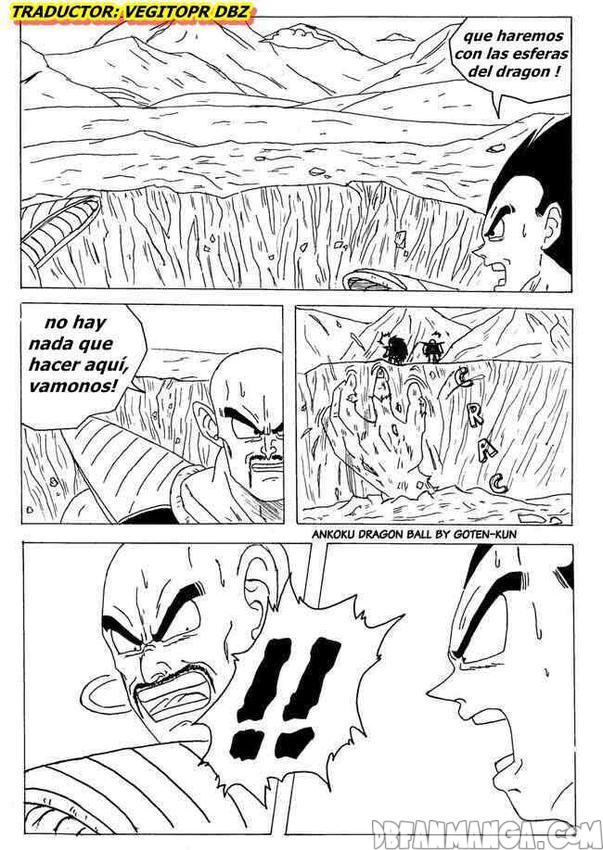 TRADUCTOR: VEGITOPR DBZ
que haremos
con las esferas
del dragon !
no hay
nada que
hacer aquí,
vamonos!
CRAC
ANKOKU DRAGON BALL BY GOTEN-KUN
!!
DBFANMANGA.COM